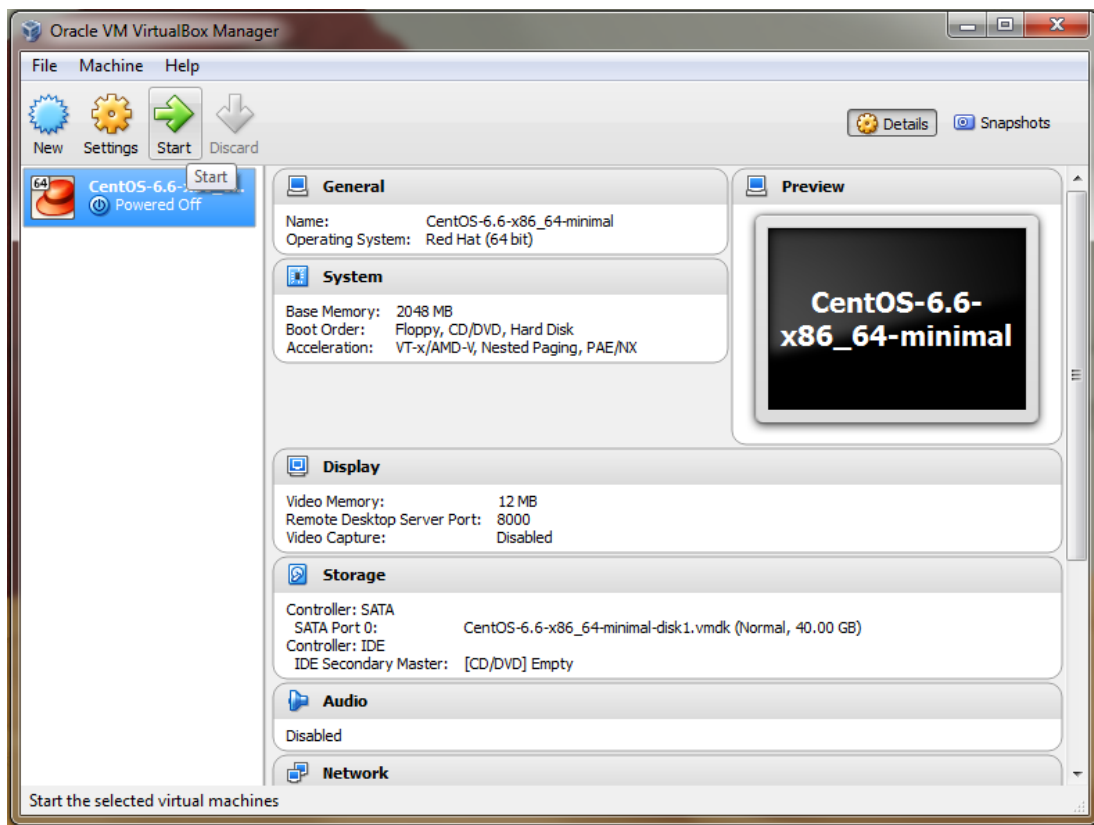 Oracle VM VirtualBox Manager
File Machine Help
New Settings Start Discard
Details Snapshots
Start
64
CentOS-6.6-
Powered Off
General
Name: CentOS-6.6-x86_64-minimal
Operating System: Red Hat (64 bit)
System
Base Memory: 2048 MB
Boot Order: Floppy, CD/DVD, Hard Disk
Acceleration: VT-x/AMD-V, Nested Paging, PAE/NX
Preview
CentOS-6.6-
x86_64-minimal
Display
Video Memory: 12 MB
Remote Desktop Server Port: 8000
Video Capture: Disabled
Storage
Controller: SATA
SATA Port 0: CentOS-6.6-x86_64-minimal-disk1.vmdk (Normal, 40.00 GB)
Controller: IDE
IDE Secondary Master: [CD/DVD] Empty
Audio
Disabled
Network
Start the selected virtual machines